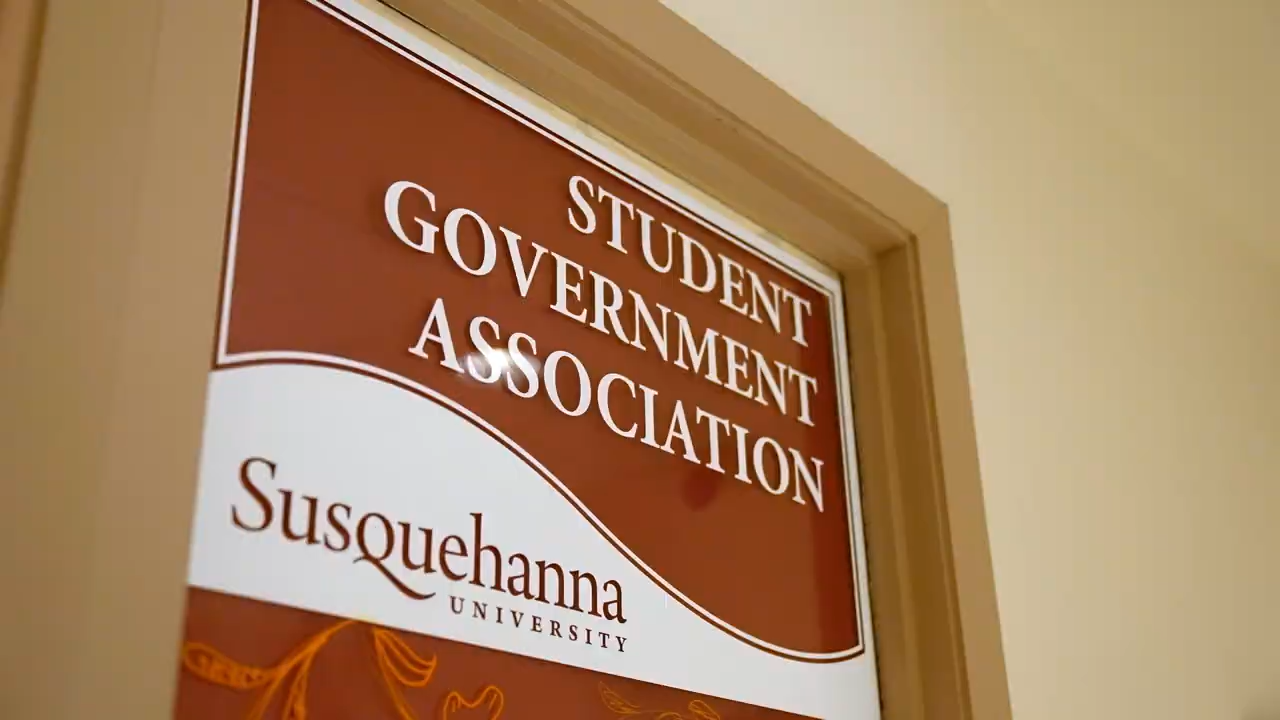 STUDENT
GOVERNMENT
ASSOCIATION
Susquehanna
UNIVERSITY